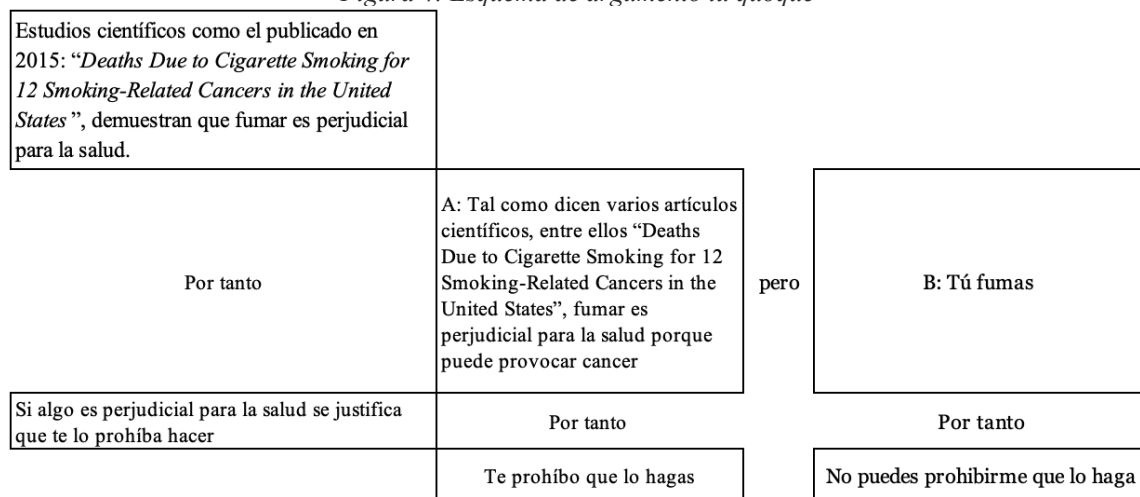 Figura 4. Esquema de argumento tu quoque
Estudios científicos como el publicado en
2015: “Deaths Due to Cigarette Smoking for
12 Smoking-Related Cancers in the United
States ”, demuestran que fumar es perjudicial
para la salud.
Por tanto
A: Tal como dicen varios artículos
científicos, entre ellos “Deaths
Due to Cigarette Smoking for 12
Smoking-Related Cancers in the
United States”, fumar es
perjudicial para la salud porque
puede provocar cancer
pero
B: Tú fumas
Si algo es perjudicial para la salud se justifica
que te lo prohíba hacer
Por tanto
Por tanto
Te prohíbo que lo hagas
No puedes prohibirme que lo haga